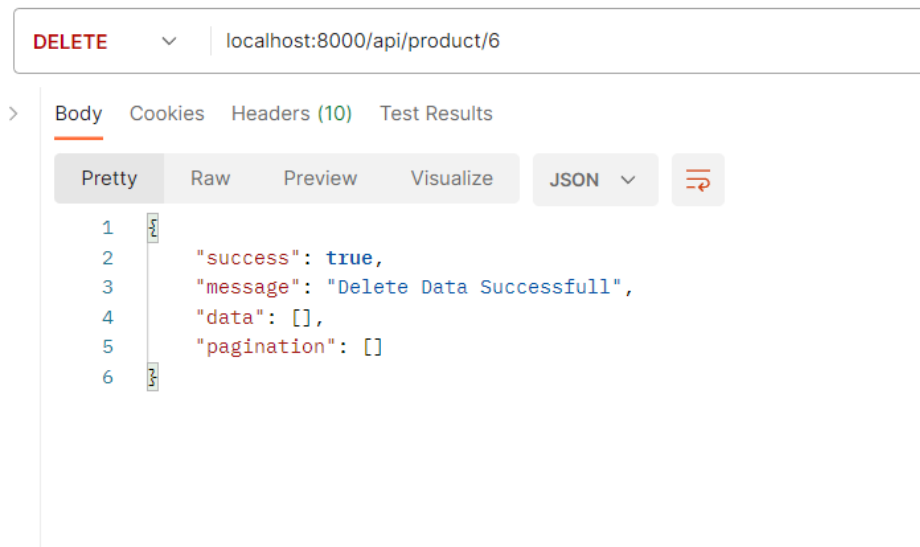 DELETE localhost:8000/api/product/6
Body Cookies Headers (10) Test Results
Pretty Raw Preview Visualize JSON
1 {
2 "success": true,
3 "message": "Delete Data Successfull",
4 "data": [],
5 "pagination": []
6 }